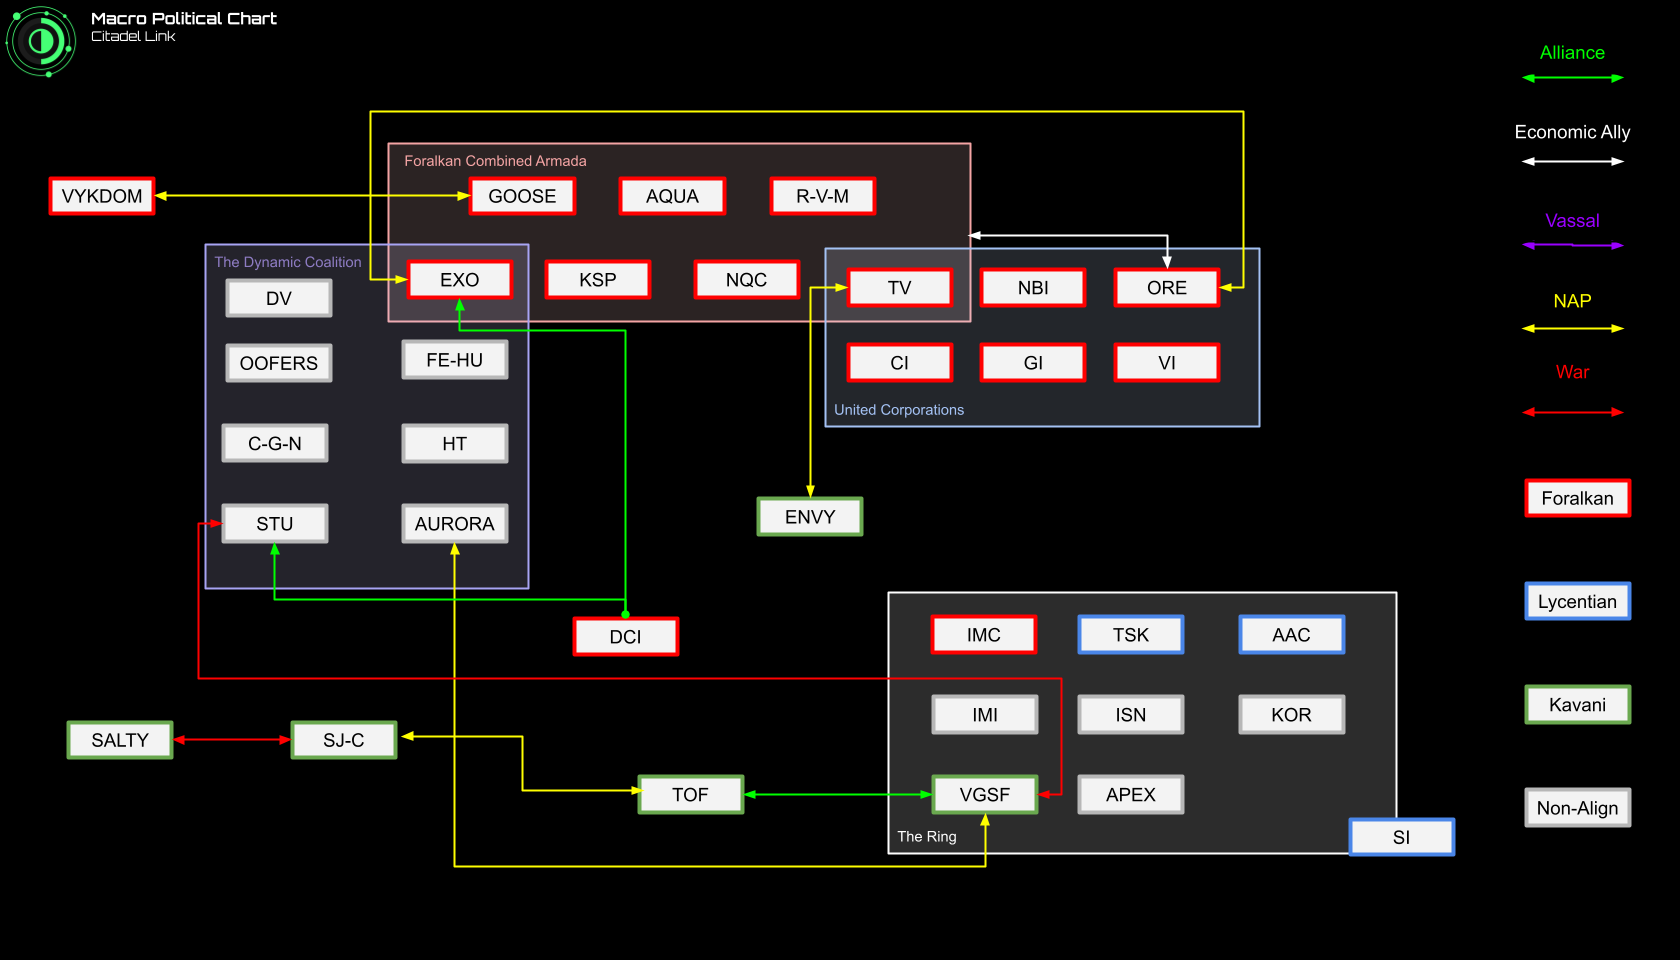 Macro Political Chart
Citadel Link
Alliance
Economic Ally
Vassal
NAP
War
Foralkan
Lycentian
Kavani
Non-Align
Foralkan Combined Armada
VYKDOM
GOOSE
AQUA
R-V-M
The Dynamic Coalition
EXO
KSP
NQC
TV
NBI
ORE
DV
OOFERS
FE-HU
CI
GI
VI
United Corporations
C-G-N
HT
STU
AURORA
ENVY
DCI
IMC
TSK
AAC
IMI
ISN
KOR
SALTY
SJ-C
TOF
VGSF
APEX
The Ring
SI